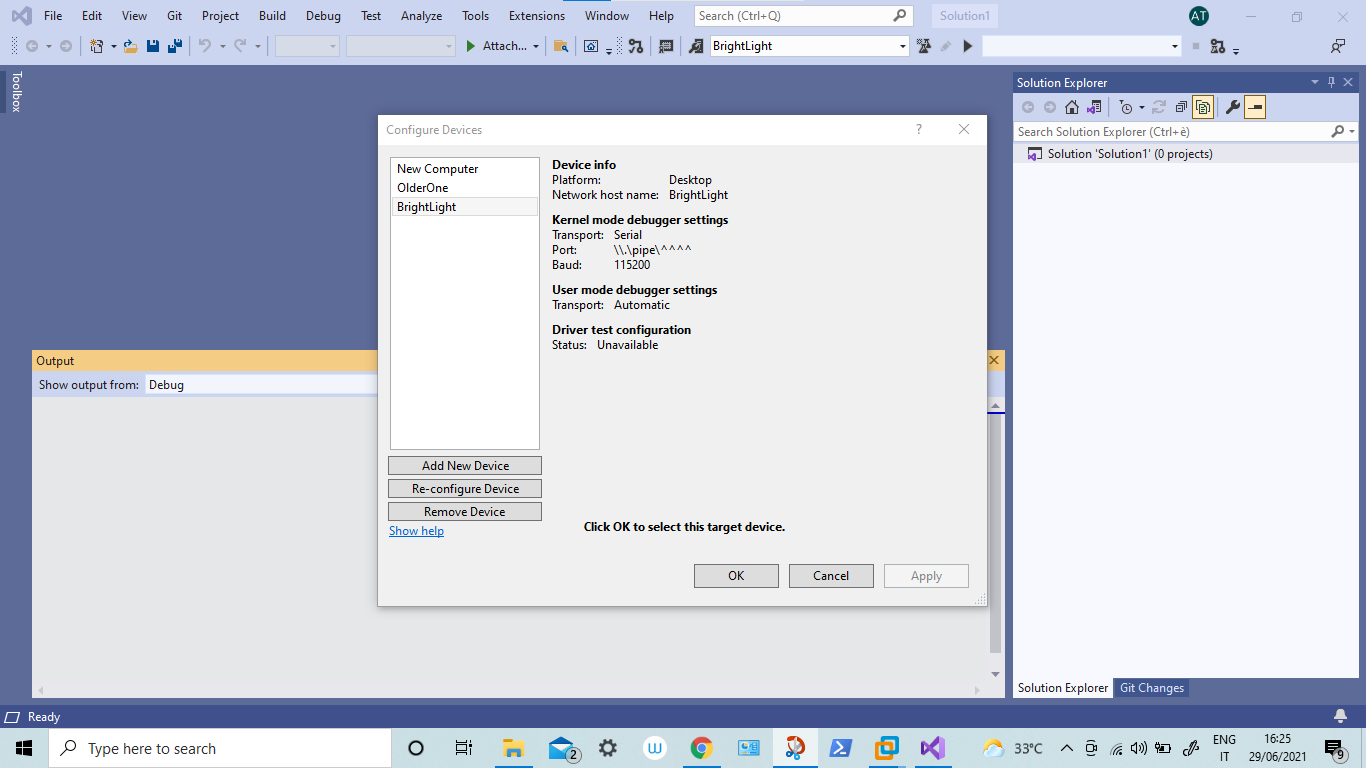 File Edit View Git Project Build Debug Test Analyze Tools Extensions Window Help Search (Ctrl+Q) Solution1 AT
Attach... BrightLight
Toolbox
Solution Explorer
Search Solution Explorer (Ctrl+è)
Solution 'Solution1' (0 projects)
Configure Devices ?
New Computer
OlderOne
BrightLight
Add New Device
Re-configure Device
Remove Device
Show help
Device info
Platform: Desktop
Network host name: BrightLight
Kernel mode debugger settings
Transport: Serial
Port: \\.\pipe\^^^^
Baud: 115200
User mode debugger settings
Transport: Automatic
Driver test configuration
Status: Unavailable
Click OK to select this target device.
OK Cancel Apply
Output
Show output from: Debug
Solution Explorer Git Changes
Ready
Type here to search
2
W
33°C
ENG
IT
16:25
29/06/2021
9